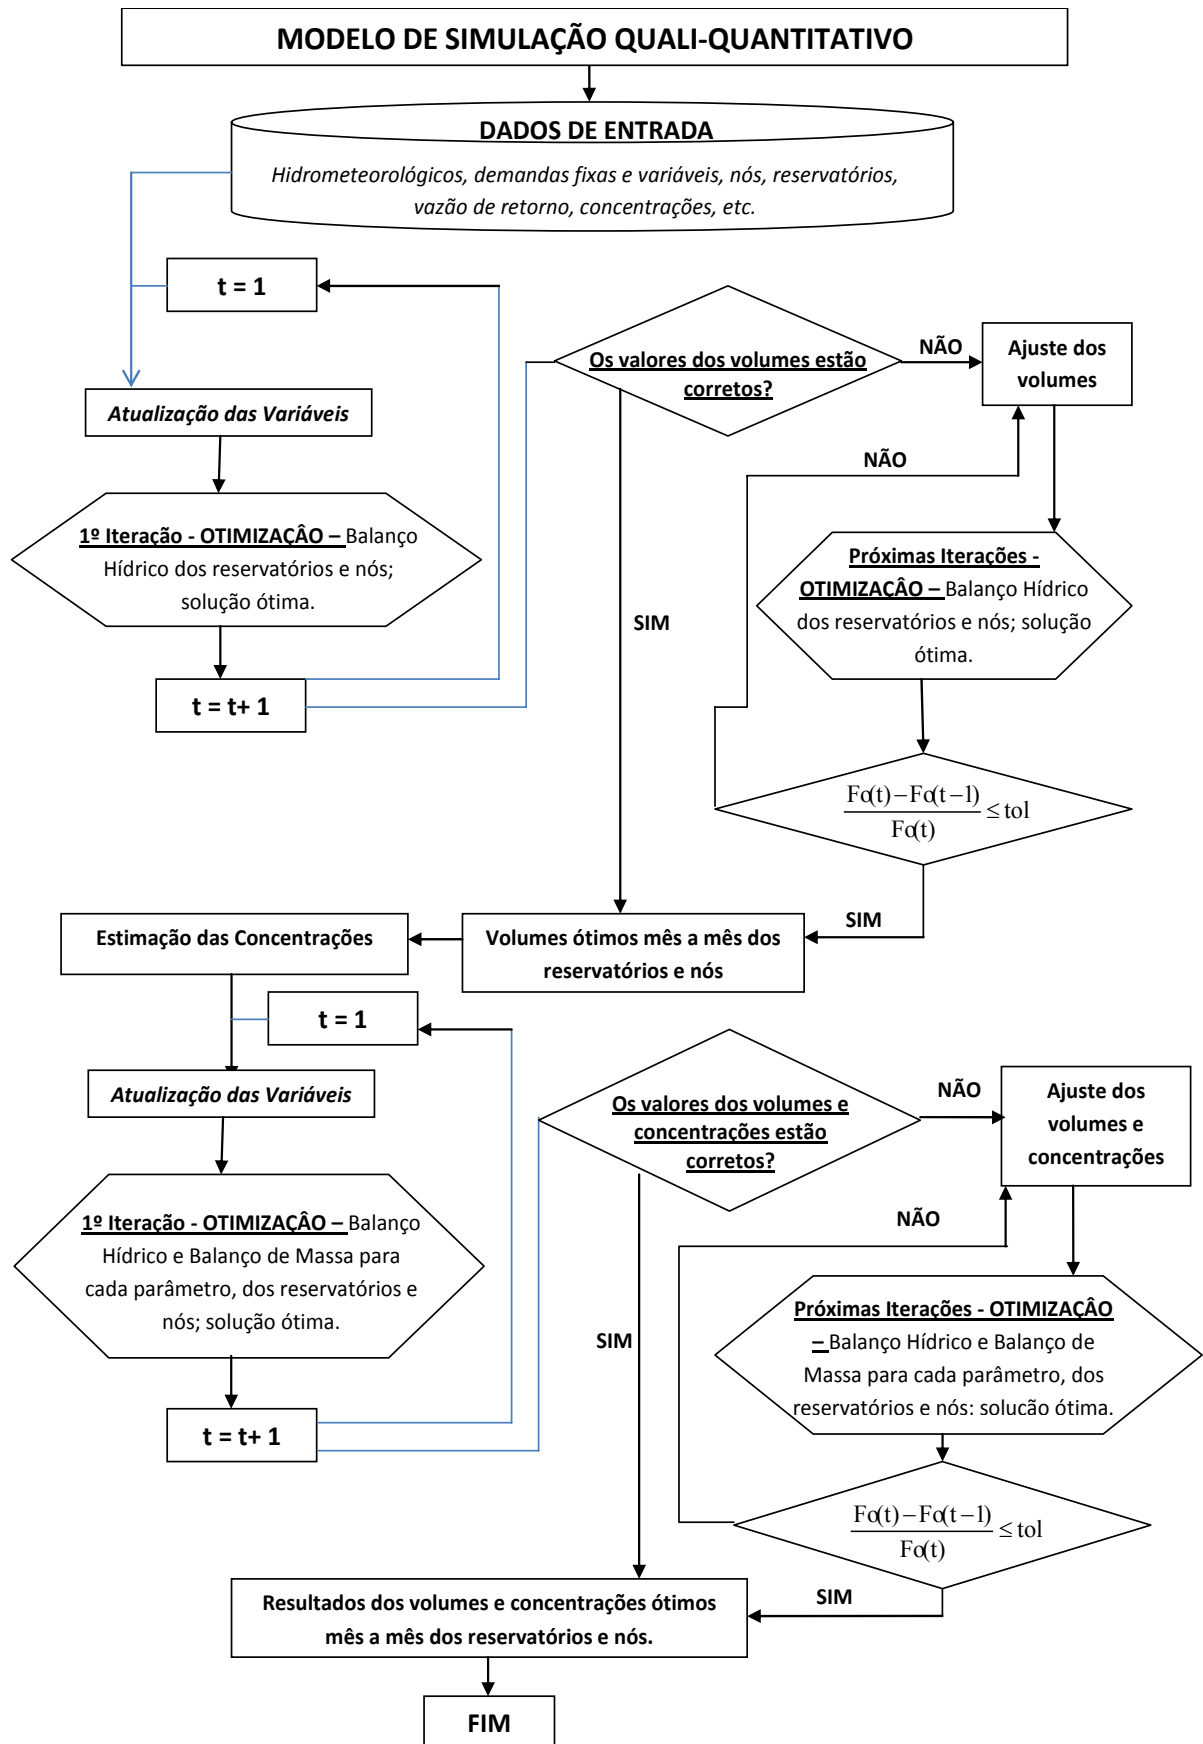 MODELO DE SIMULAÇÃO QUALI-QUANTITATIVO
DADOS DE ENTRADA
Hidrometeorológicos, demandas fixas e variáveis, nós, reservatórios,
vazão de retorno, concentrações, etc.
t = 1
Atualização das Variáveis
1º Iteração - OTIMIZAÇÂO – Balanço
Hídrico dos reservatórios e nós;
solução ótima.
t = t+ 1
Os valores dos volumes estão
corretos?
NÃO
Ajuste dos
volumes
NÃO
Próximas Iterações -
OTIMIZAÇÂO – Balanço Hídrico
dos reservatórios e nós; solução
ótima.
SIM
Fo(t) – Fo(t – 1)
Fo(t)
≤ tol
SIM
Volumes ótimos mês a mês dos
reservatórios e nós
Estimação das Concentrações
t = 1
Atualização das Variáveis
1º Iteração - OTIMIZAÇÂO – Balanço
Hídrico e Balanço de Massa para
cada parâmetro, dos reservatórios e
nós; solução ótima.
t = t+ 1
Os valores dos volumes e
concentrações estão
corretos?
NÃO
Ajuste dos
volumes e
concentrações
NÃO
Próximas Iterações - OTIMIZAÇÂO
– Balanço Hídrico e Balanço de
Massa para cada parâmetro, dos
reservatórios e nós: solucão ótima.
SIM
Fo(t) – Fo(t – 1)
Fo(t)
≤ tol
SIM
Resultados dos volumes e concentrações ótimos
mês a mês dos reservatórios e nós.
FIM